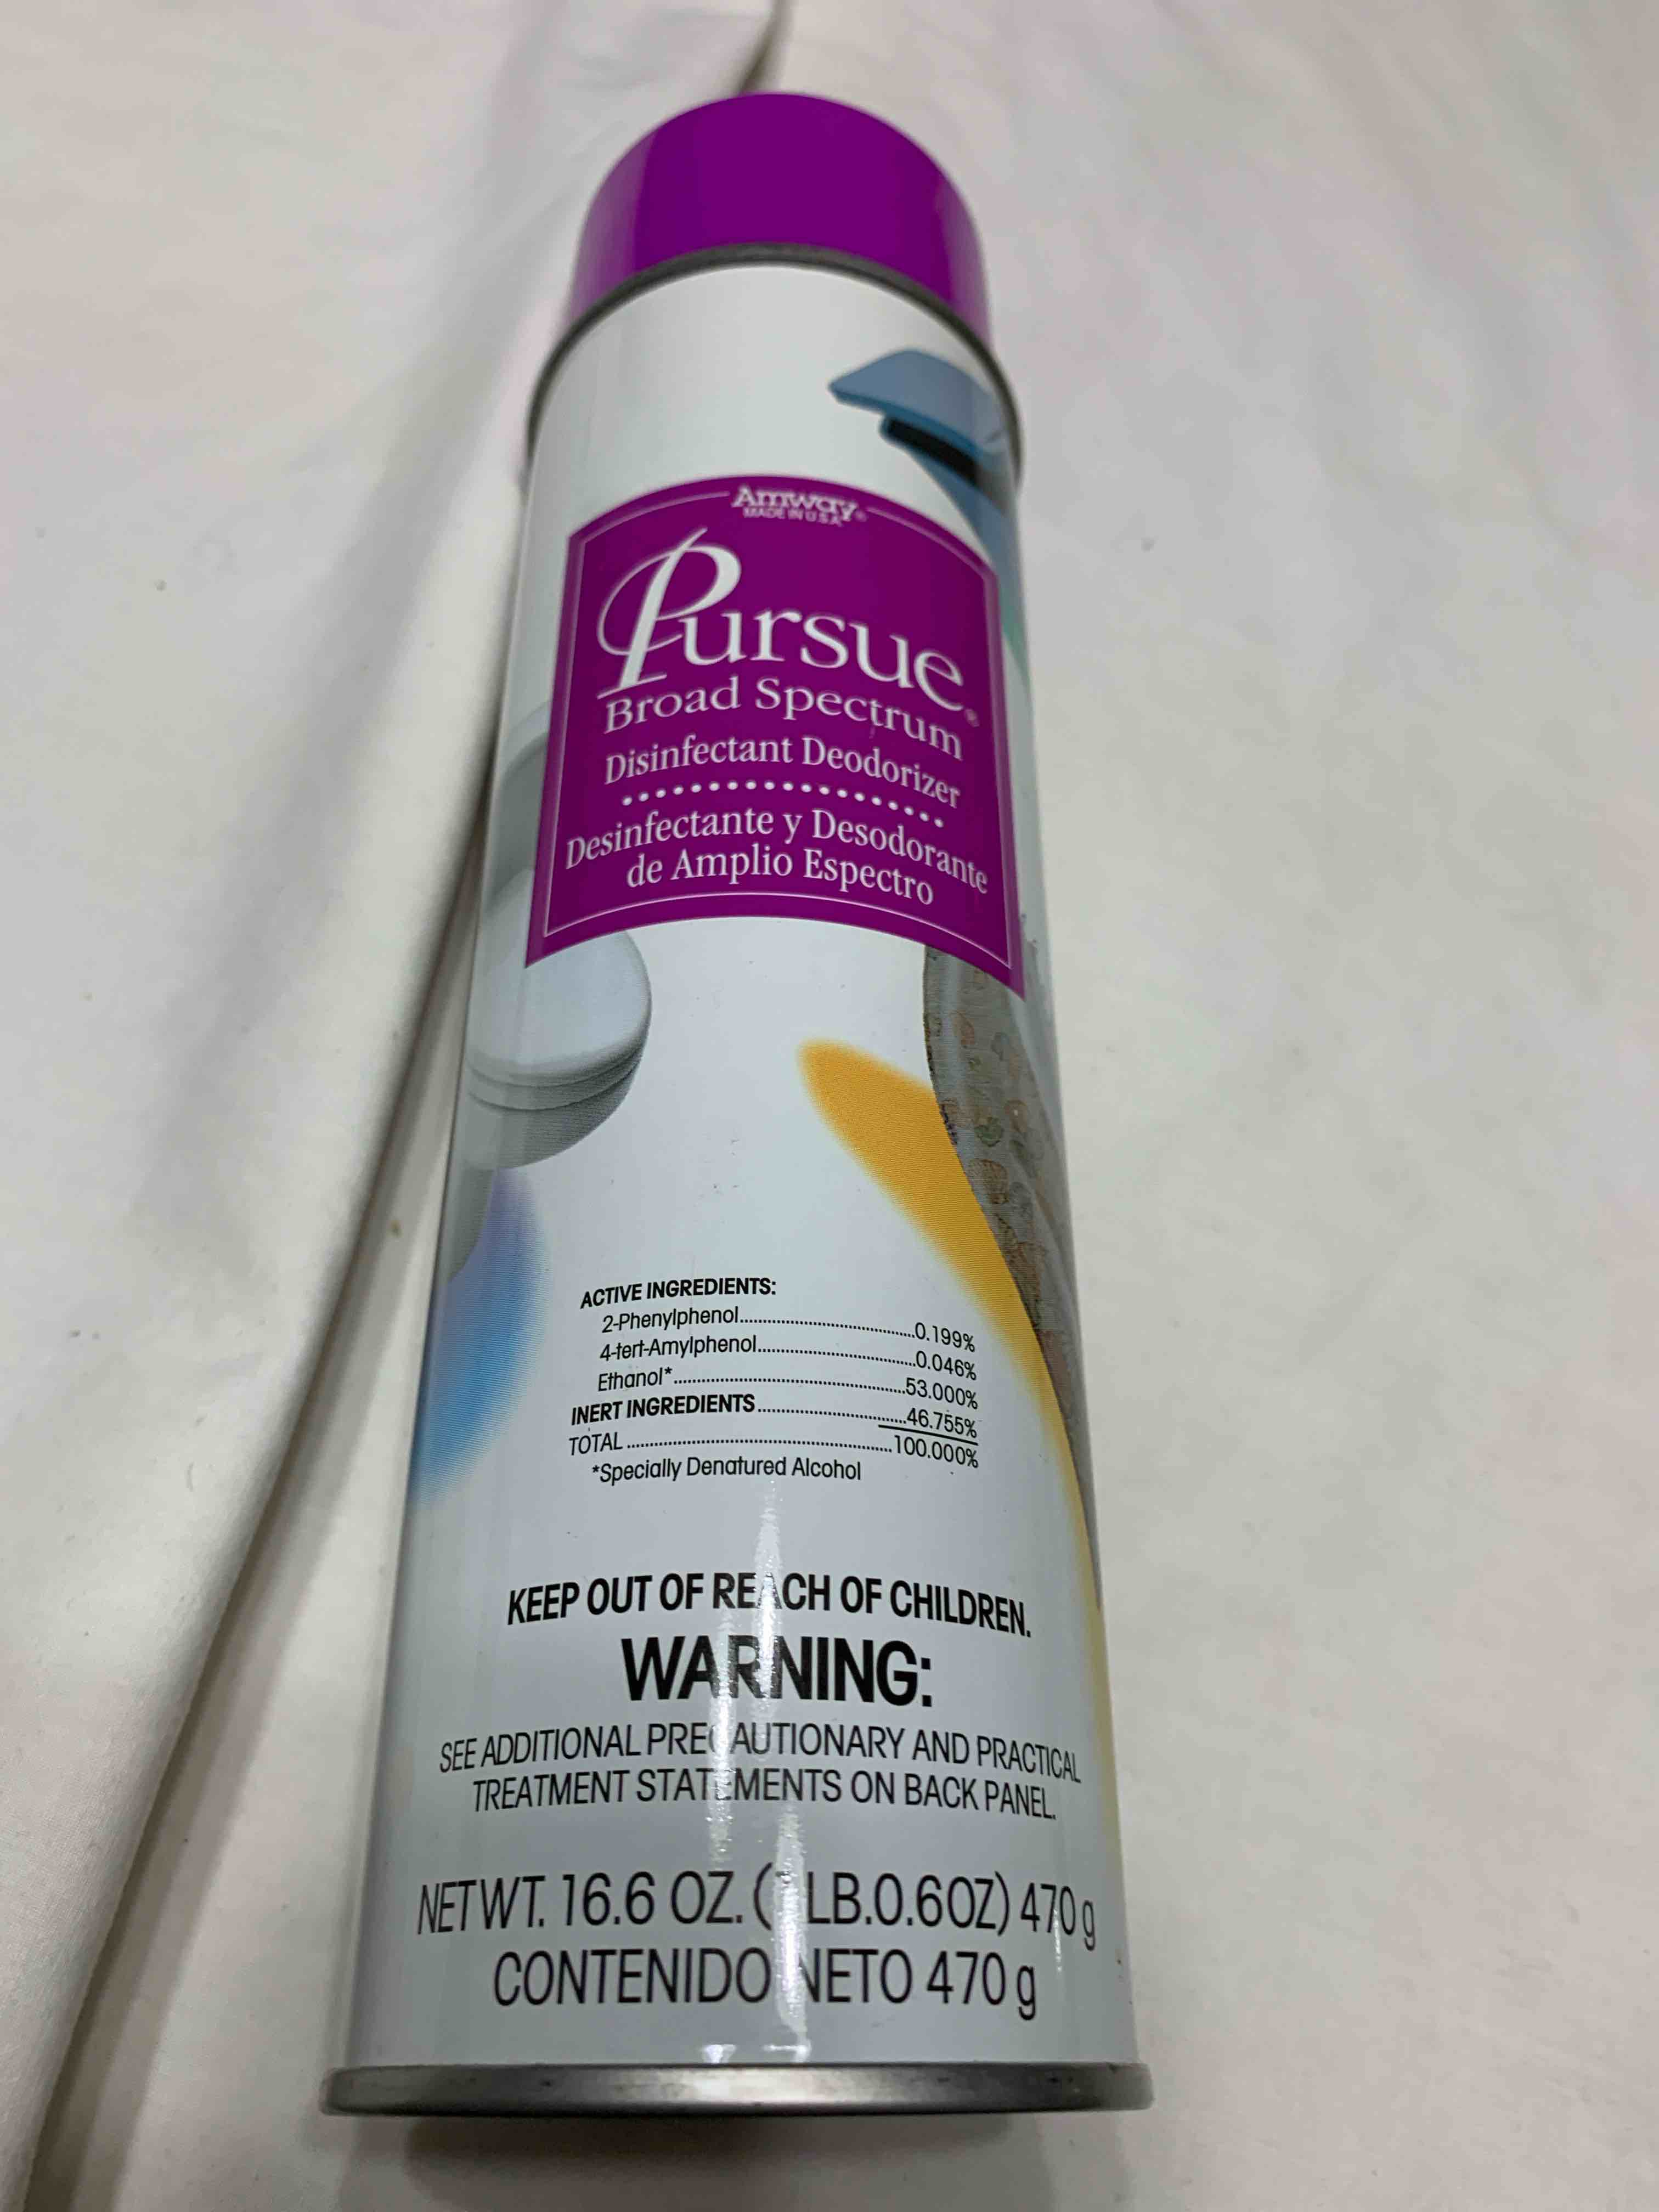 Amway®
MADE IN U.S.A.
Pursue®
Broad Spectrum
Disinfectant Deodorizer
Desinfectante y Desodorante
de Amplio Espectro
ACTIVE INGREDIENTS:
2-Phenylphenol..........0.199%
4-tert-Amylphenol..........0.046%
Ethanol*..........53.000%
INERT INGREDIENTS..........46.755%
TOTAL..........100.000%
*Specially Denatured Alcohol
KEEP OUT OF REACH OF CHILDREN.
WARNING:
SEE ADDITIONAL PRECAUTIONARY AND PRACTICAL
TREATMENT STATEMENTS ON BACK PANEL.
NET WT. 16.6 OZ. (1 LB.0.6OZ) 470 g
CONTENIDO NETO 470 g